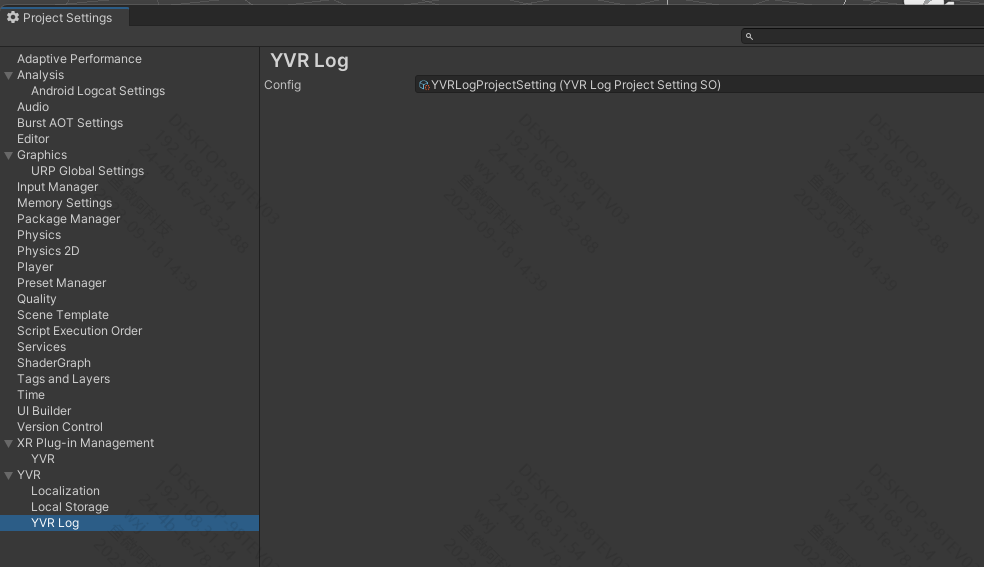 Project Settings
Adaptive Performance
Analysis
Android Logcat Settings
Audio
Burst AOT Settings
Editor
Graphics
URP Global Settings
Input Manager
Memory Settings
Package Manager
Physics
Physics 2D
Player
Preset Manager
Quality
Scene Template
Script Execution Order
Services
ShaderGraph
Tags and Layers
Time
UI Builder
Version Control
XR Plug-in Management
YVR
YVR
Localization
Local Storage
YVR Log
YVR Log
Config YVRLogProjectSetting (YVR Log Project Setting SO)